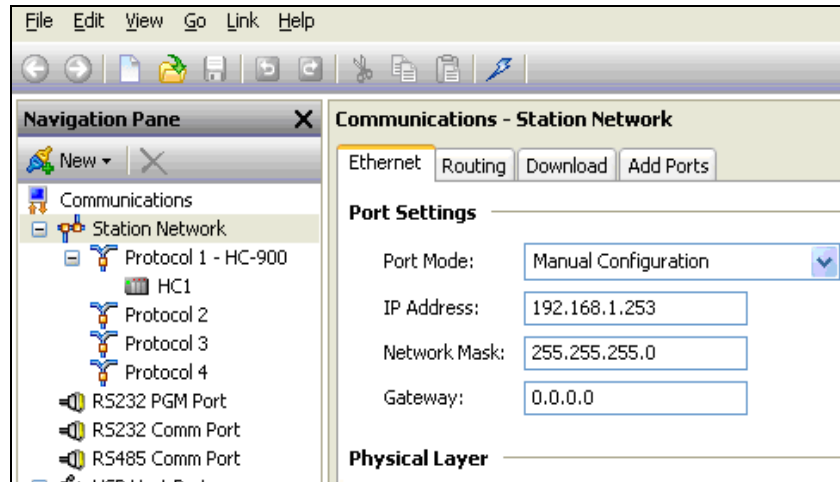 File Edit View Go Link Help
Navigation Pane
New
Communications
Station Network
Protocol 1 - HC-900
HC1
Protocol 2
Protocol 3
Protocol 4
RS232 PGM Port
RS232 Comm Port
RS485 Comm Port
Communications - Station Network
Ethernet Routing Download Add Ports
Port Settings
Port Mode: Manual Configuration
IP Address: 192.168.1.253
Network Mask: 255.255.255.0
Gateway: 0.0.0.0
Physical Layer